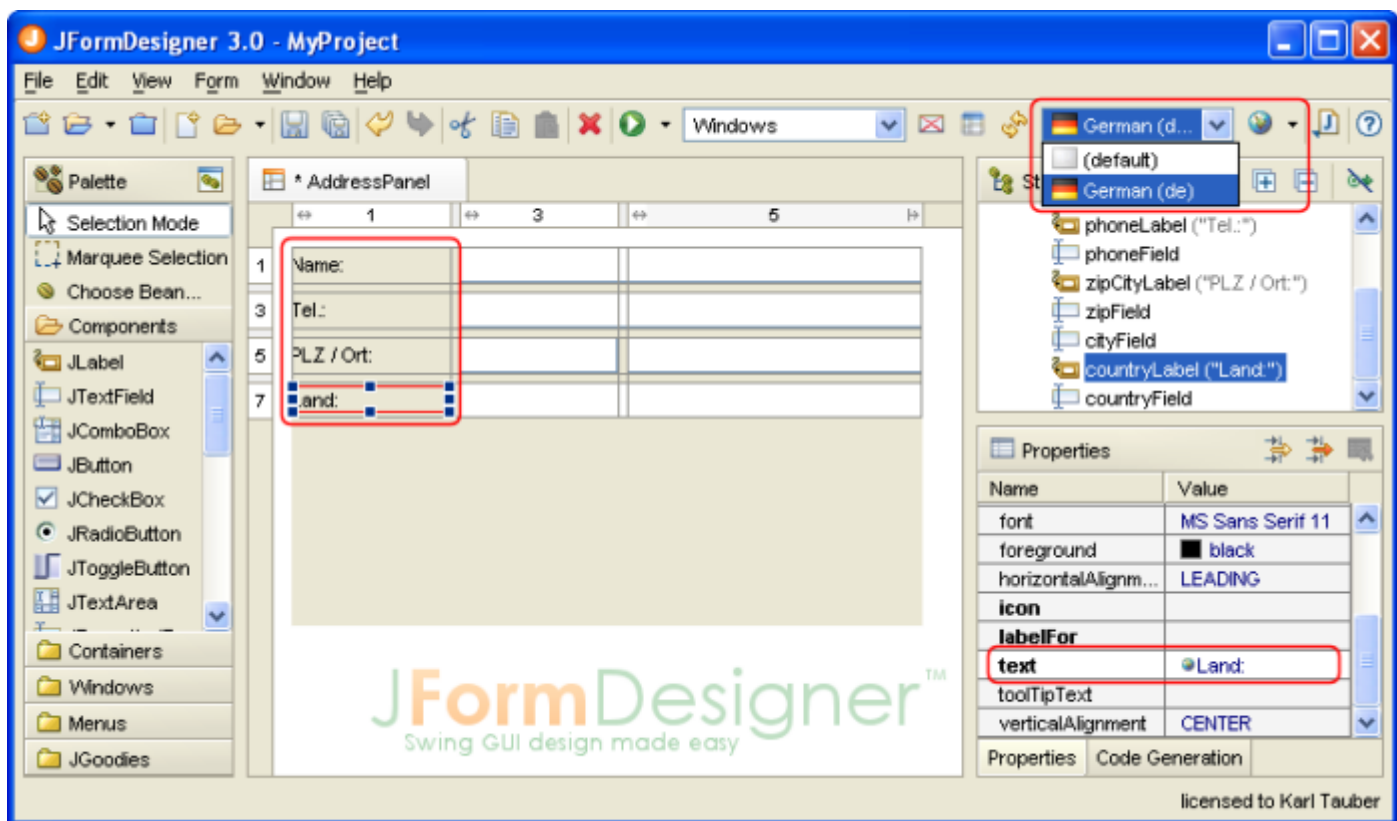 JFormDesigner 3.0 - MyProject
File Edit View Form Window Help
Windows
German (d...
(default)
German (de)
Palette
Selection Mode
Marquee Selection
Choose Bean...
Components
JLabel
JTextField
JComboBox
JButton
JCheckBox
JRadioButton
JToggleButton
JTextArea
Containers
Windows
Menus
JGoodies
* AddressPanel
1 3 5
1 Name:
3 Tel.:
5 PLZ / Ort:
7 Land:
JFormDesigner™
Swing GUI design made easy
St
phoneLabel ("Tel.:")
phoneField
zipCityLabel ("PLZ / Ort:")
zipField
cityField
countryLabel ("Land:")
countryField
Properties
Name Value
font MS Sans Serif 11
foreground black
horizontalAlignm... LEADING
icon
labelFor
text Land:
toolTipText
verticalAlignment CENTER
Properties Code Generation
licensed to Karl Tauber